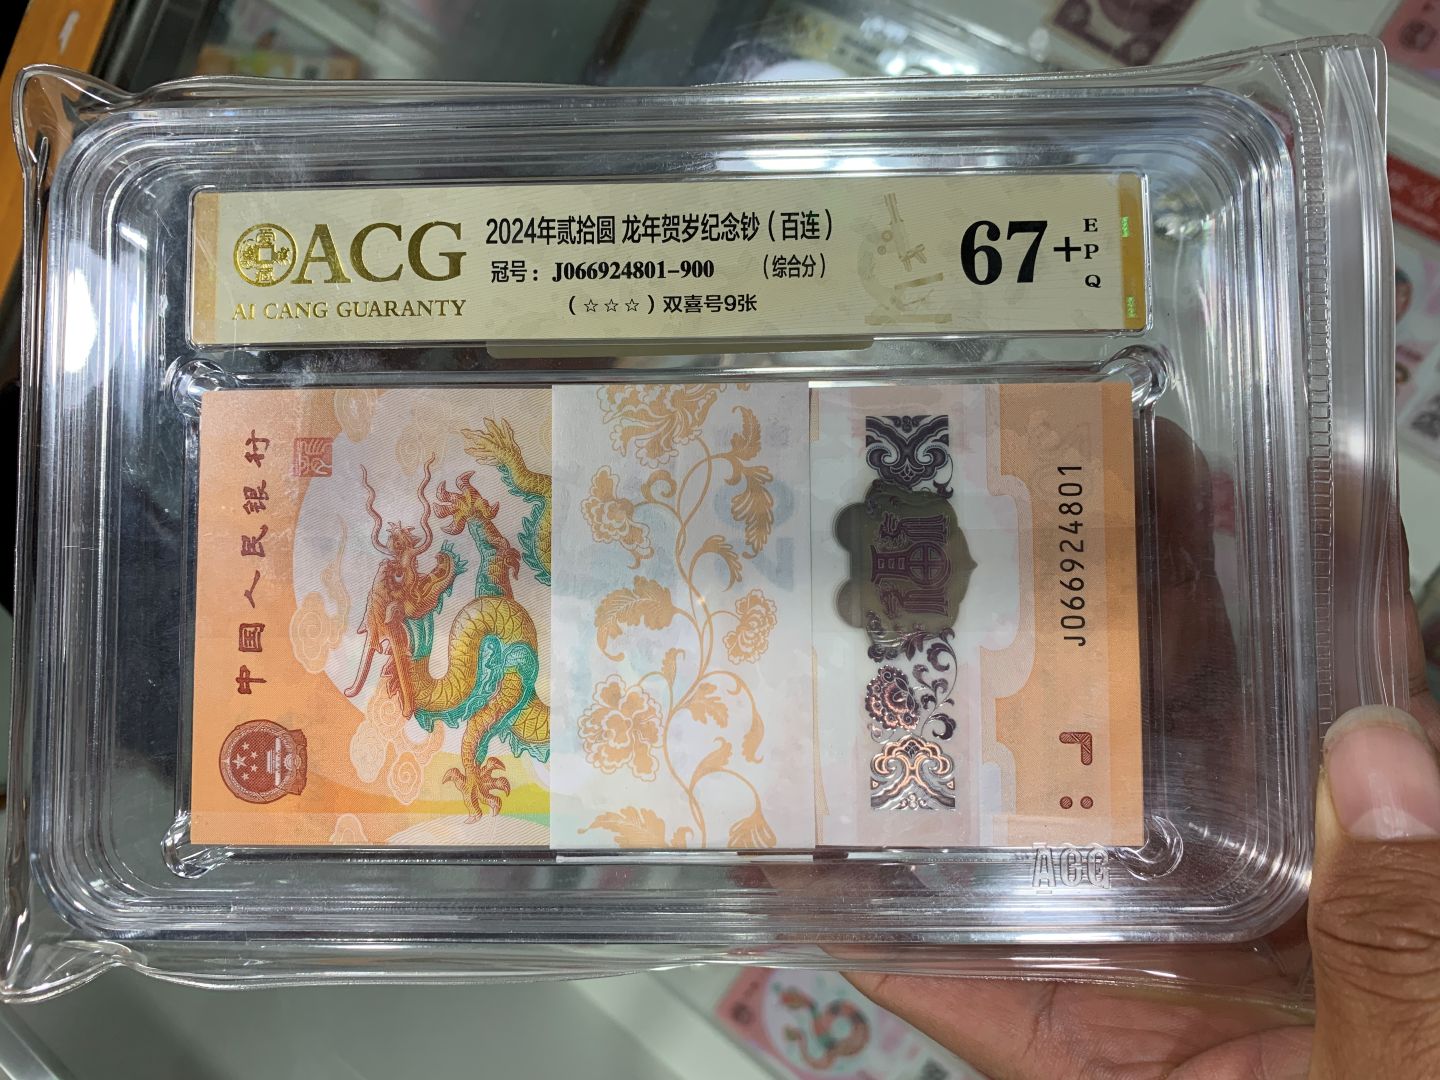 ACG
AI CANG GUARANTY
2024年贰拾圆 龙年贺岁纪念钞(百连)
冠号:J066924801-900 (综合分)
(☆☆☆)双喜号9张
67+
EPQ
中国人民银行
福
J066924801
ACG